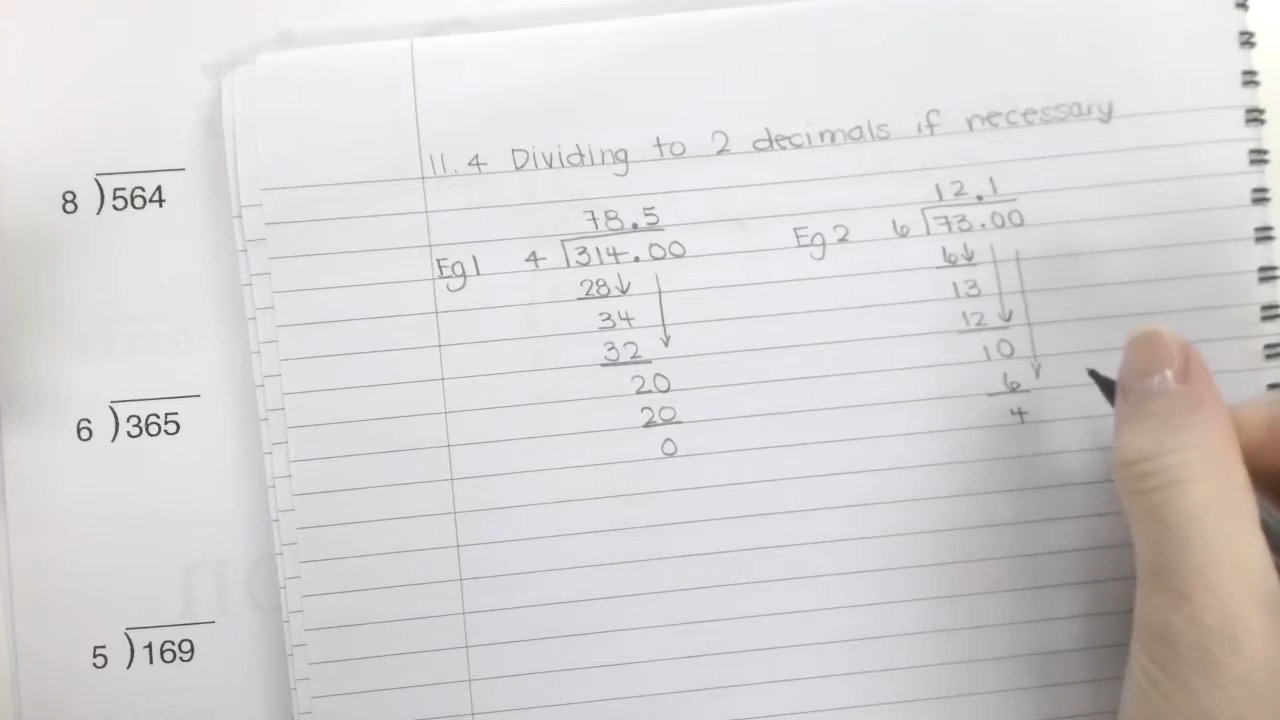 11.4 Dividing to 2 decimals if necessary
78.5
Eg1 4 314.00
28↓
34
32
20
20
0
12.1
Eg2 6 73.00
6↓
13
12
10
6
4
8 ) 564
6 ) 365
5 ) 169